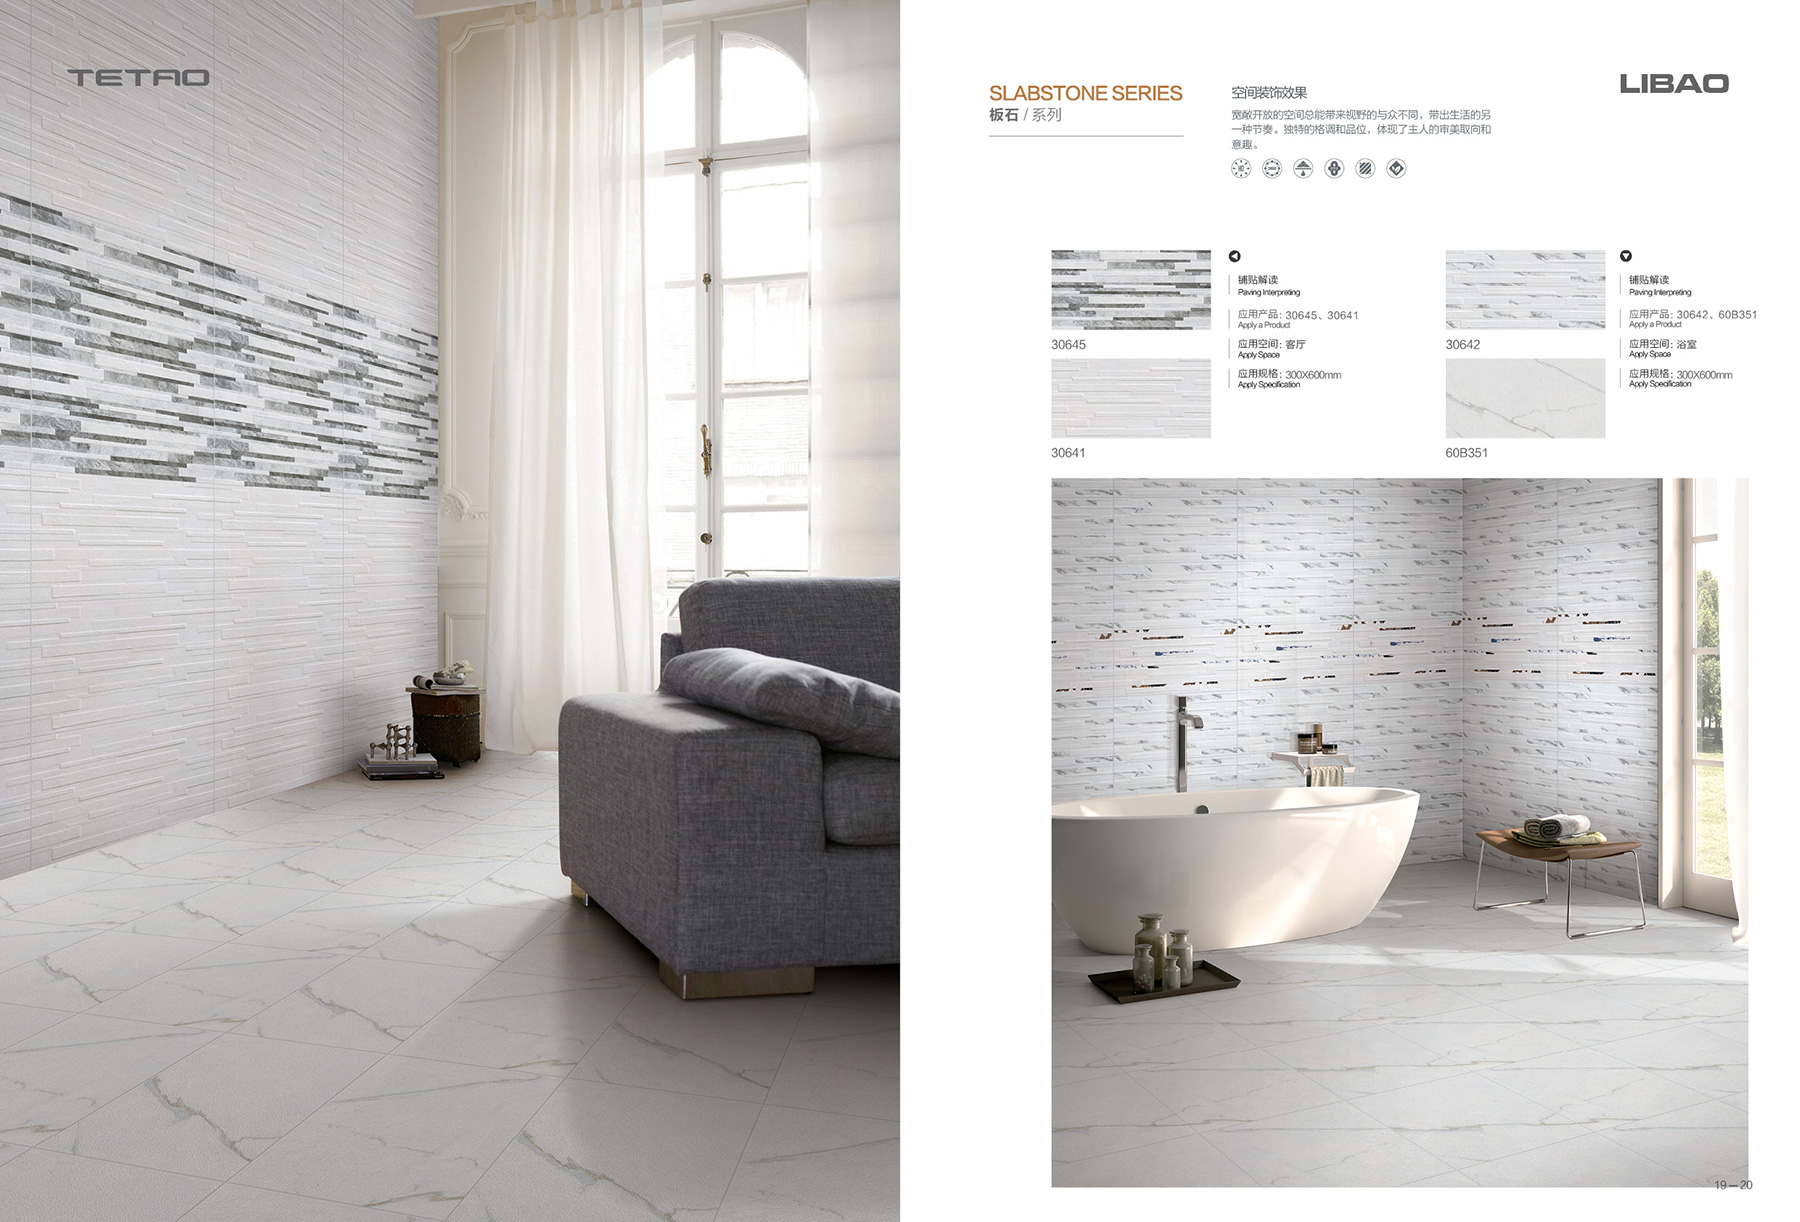 TETAO
SLABSTONE SERIES
板石 / 系列
空间装饰效果
宽敞开放的空间总能带来视野的与众不同，带出生活的另
一种节奏。独特的格调和品位，体现了主人的审美取向和
意趣。
LIBAO
30645
30641
铺贴解读
Paving Interpreting
应用产品: 30645、30641
Apply a Product
应用空间: 客厅
Apply Space
应用规格: 300X600mm
Apply Specification
30642
60B351
铺贴解读
Paving Interpreting
应用产品: 30642、60B351
Apply a Product
应用空间: 浴室
Apply Space
应用规格: 300X600mm
Apply Specification
19—20